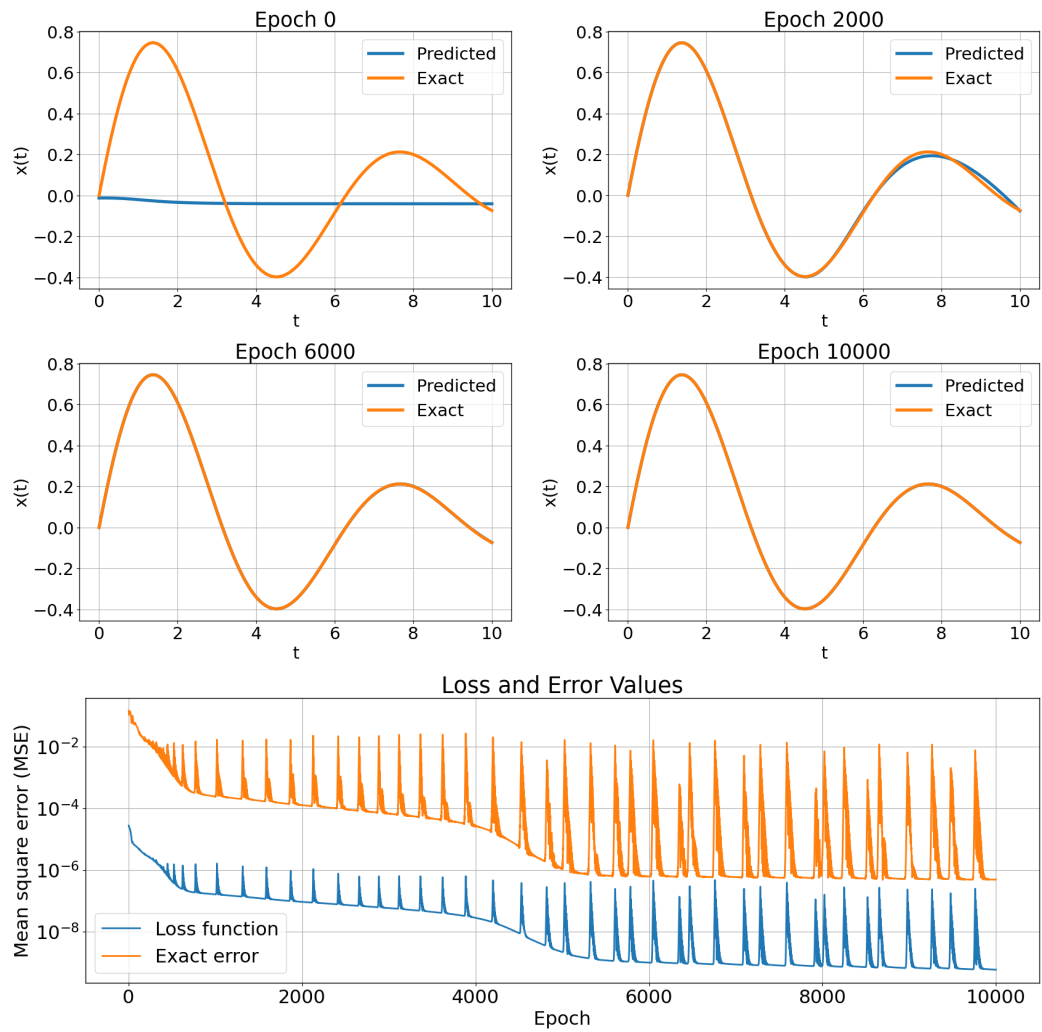 Epoch 0
Predicted
Exact
x(t)
0.8
0.6
0.4
0.2
0.0
−0.2
−0.4
0 2 4 6 8 10
t
Epoch 2000
Predicted
Exact
x(t)
0.8
0.6
0.4
0.2
0.0
−0.2
−0.4
0 2 4 6 8 10
t
Epoch 6000
Predicted
Exact
x(t)
0.8
0.6
0.4
0.2
0.0
−0.2
−0.4
0 2 4 6 8 10
t
Epoch 10000
Predicted
Exact
x(t)
0.8
0.6
0.4
0.2
0.0
−0.2
−0.4
0 2 4 6 8 10
t
Loss and Error Values
Mean square error (MSE)
10⁻²
10⁻⁴
10⁻⁶
10⁻⁸
Loss function
Exact error
0 2000 4000 6000 8000 10000
Epoch